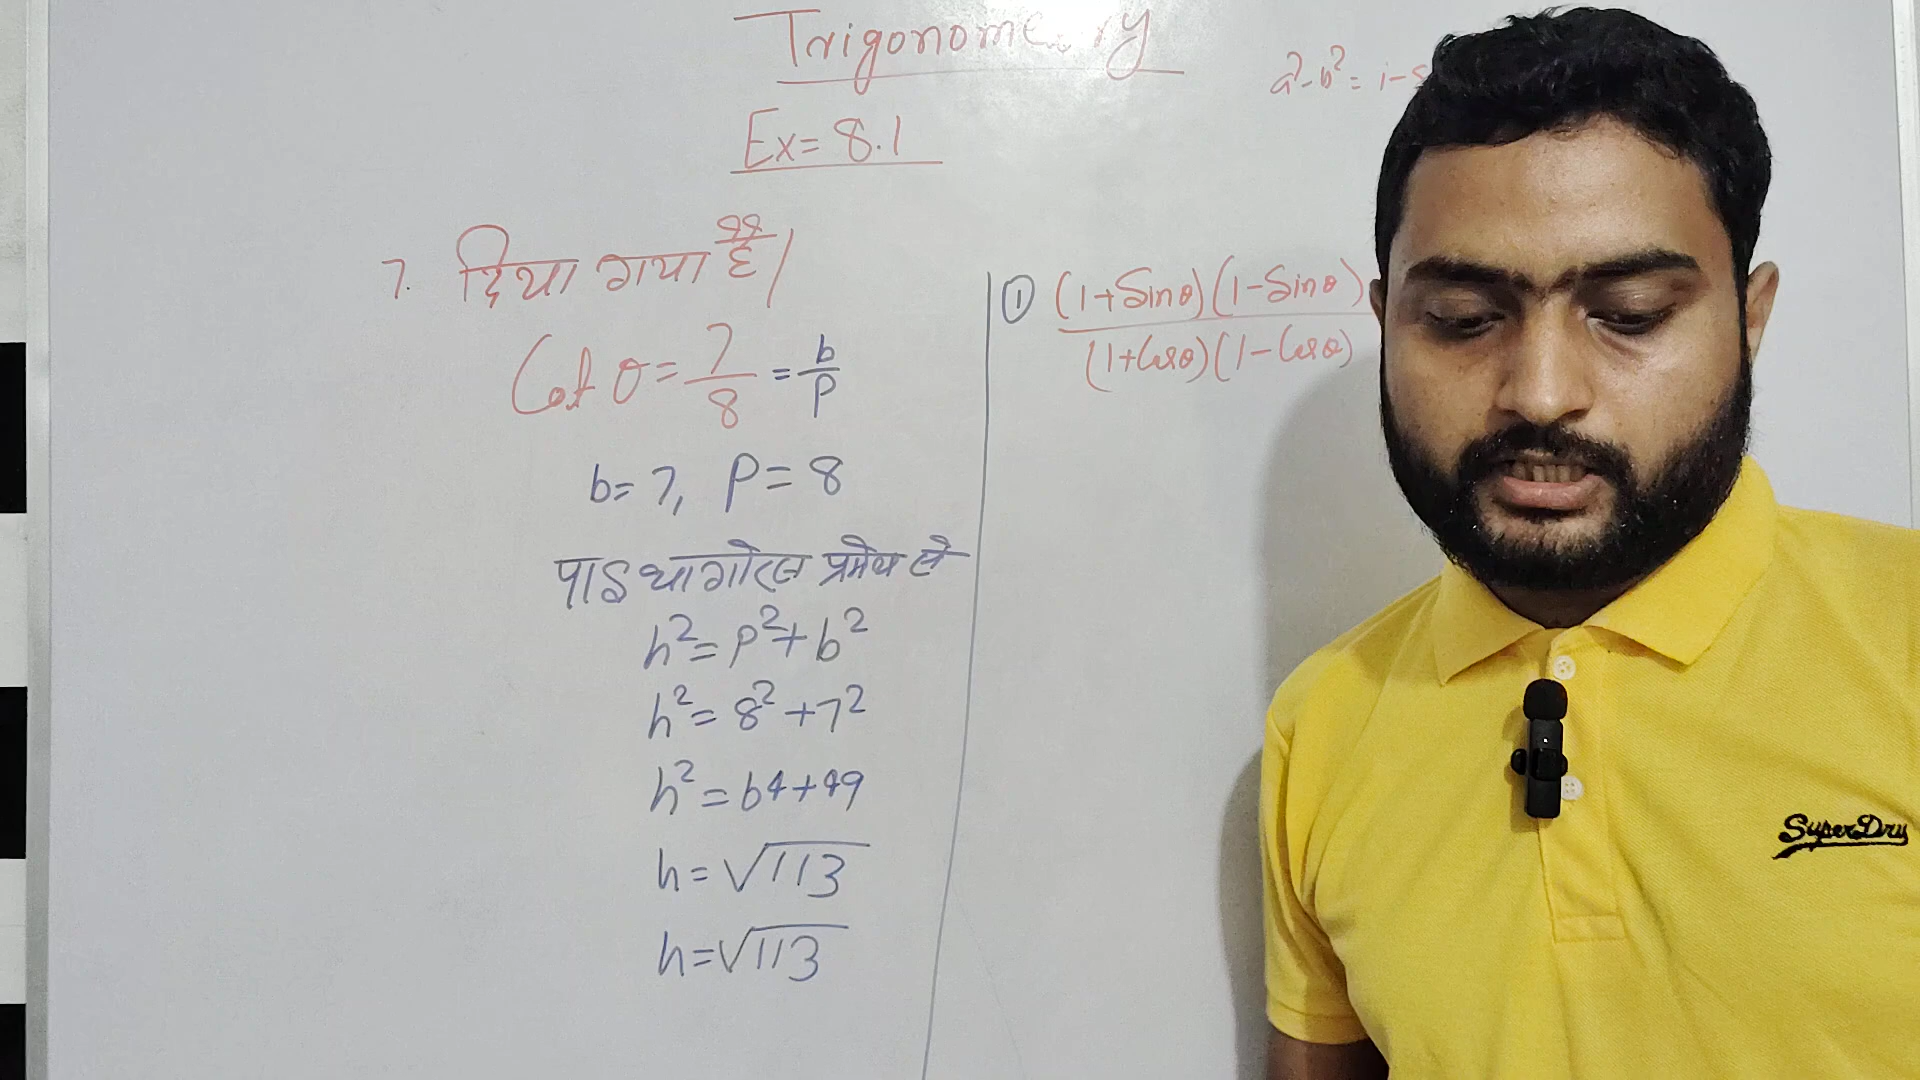 Trigonometry
a²-b² = 1-s
Ex= 8.1
7. दिया गया है।
Cot θ = 7/8 = b/p
b= 7, P= 8
पाइथागोरस प्रमेय से
h² = p² + b²
h² = 8² + 7²
h² = 64+49
h = √113
h = √113
① (1+Sinθ)(1-Sinθ)
(1+Cosθ)(1-Cosθ)
SuperDry